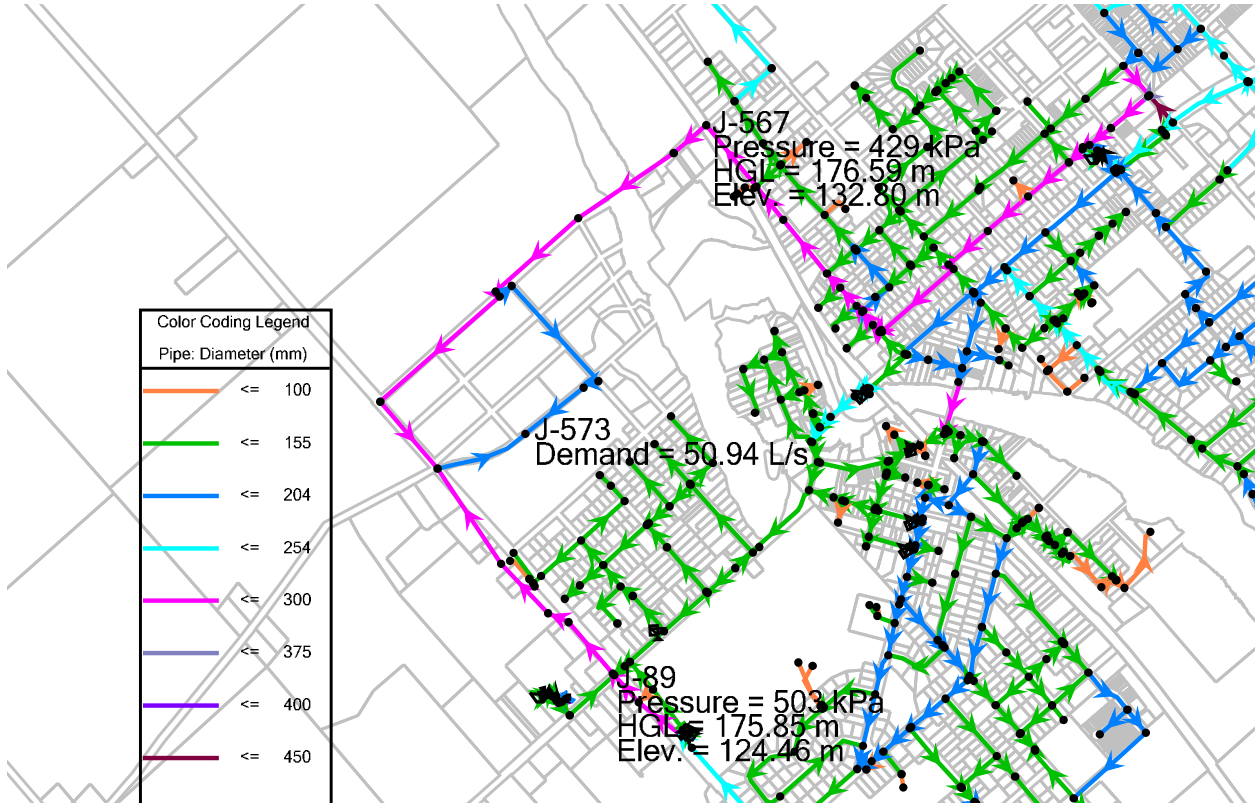 J-567
Pressure = 429 kPa
HGL = 176.59 m
Elev. = 132.80 m
Color Coding Legend
Pipe: Diameter (mm)
<= 100
<= 155
<= 204
<= 254
<= 300
<= 375
<= 400
<= 450
J-573
Demand = 50.94 L/s
J-89
Pressure = 503 kPa
HGL = 175.85 m
Elev. = 124.46 m